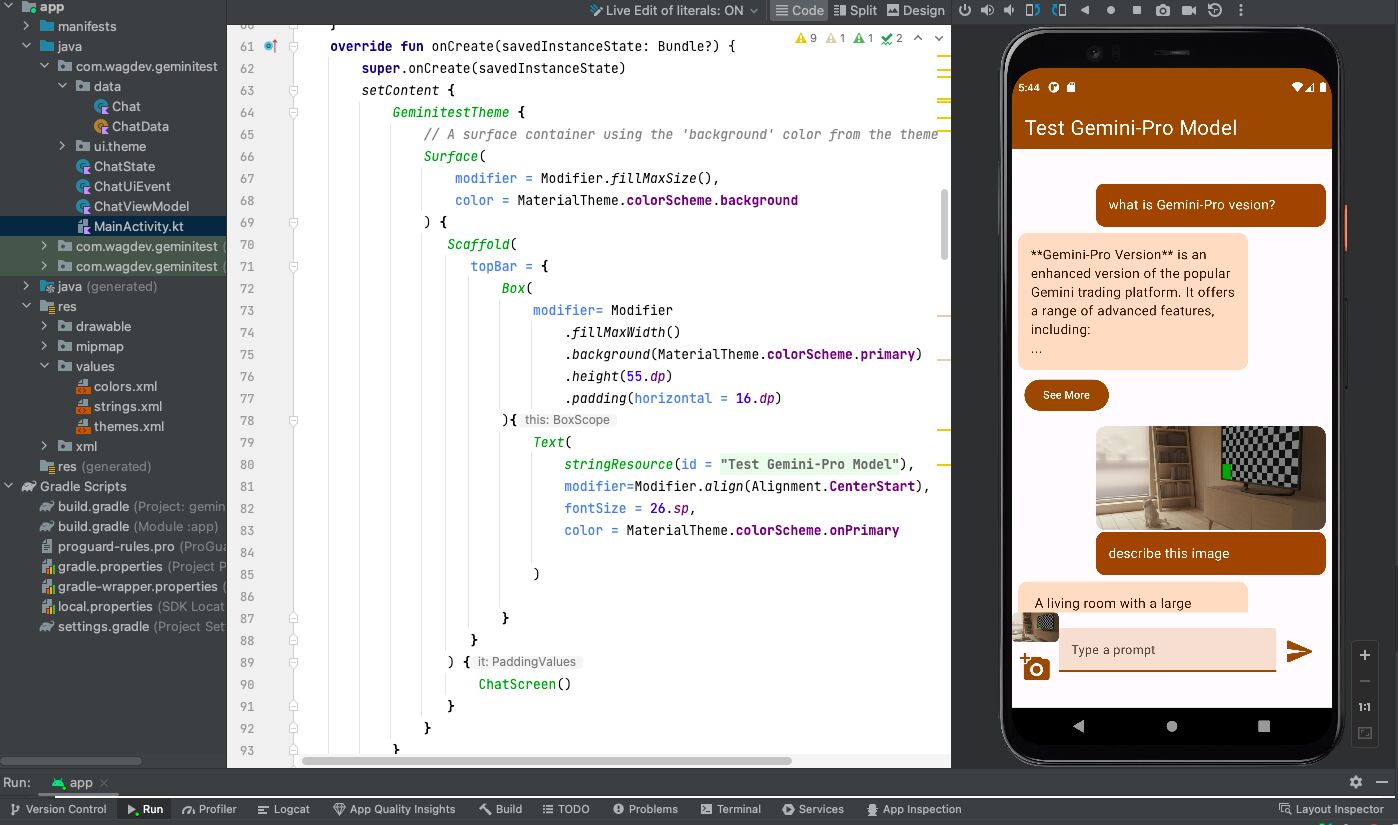 app
manifests
java
com.wagdev.geminitest
data
Chat
ChatData
ui.theme
ChatState
ChatUiEvent
ChatViewModel
MainActivity.kt
com.wagdev.geminitest (
com.wagdev.geminitest (
java (generated)
res
drawable
mipmap
values
colors.xml
strings.xml
themes.xml
xml
res (generated)
Gradle Scripts
build.gradle (Project: gemin
build.gradle (Module :app)
proguard-rules.pro (ProGua
gradle.properties (Project P
gradle-wrapper.properties (
local.properties (SDK Locat
settings.gradle (Project Set
Live Edit of literals: ON Code Split Design
9 1 1 2
61 override fun onCreate(savedInstanceState: Bundle?) {
62 super.onCreate(savedInstanceState)
63 setContent {
64 GeminitestTheme {
65 // A surface container using the 'background' color from the theme
66 Surface(
67 modifier = Modifier.fillMaxSize(),
68 color = MaterialTheme.colorScheme.background
69 ) {
70 Scaffold(
71 topBar = {
72 Box(
73 modifier= Modifier
74 .fillMaxWidth()
75 .background(MaterialTheme.colorScheme.primary)
76 .height(55.dp)
77 .padding(horizontal = 16.dp)
78 ){ this: BoxScope
79 Text(
80 stringResource(id = "Test Gemini-Pro Model"),
81 modifier=Modifier.align(Alignment.CenterStart),
82 fontSize = 26.sp,
83 color = MaterialTheme.colorScheme.onPrimary
84
85 )
86
87 }
88 }
89 ) { it: PaddingValues
90 ChatScreen()
91 }
92 }
93 }
5:44
Test Gemini-Pro Model
what is Gemini-Pro vesion?
**Gemini-Pro Version** is an
enhanced version of the popular
Gemini trading platform. It offers
a range of advanced features,
including:
...
See More
describe this image
A living room with a large
Type a prompt
1:1
Run: app
Version Control Run Profiler Logcat App Quality Insights Build TODO Problems Terminal Services App Inspection Layout Inspector